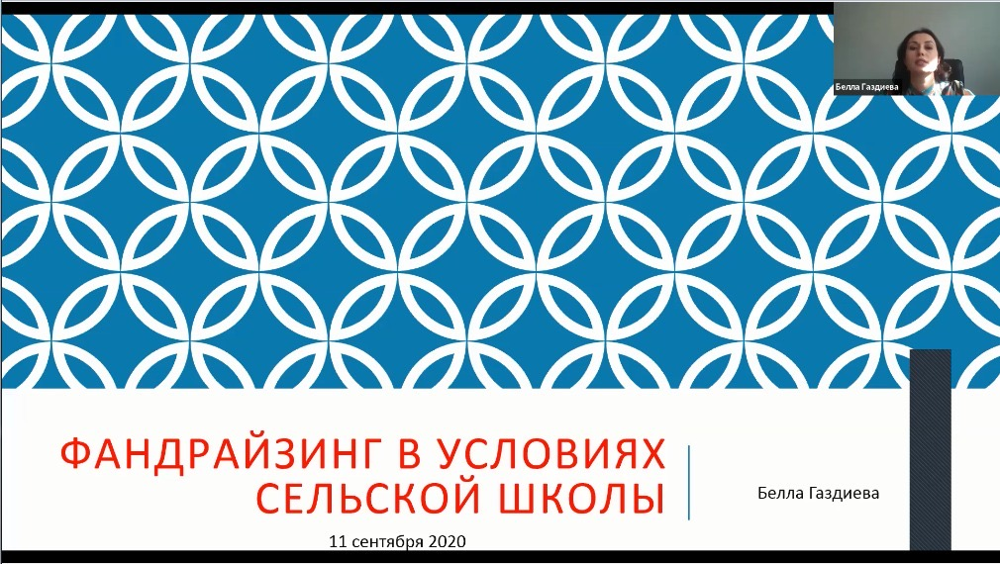 Белла Газдиева
ФАНДРАЙЗИНГ В УСЛОВИЯХ
СЕЛЬСКОЙ ШКОЛЫ
Белла Газдиева
11 сентября 2020